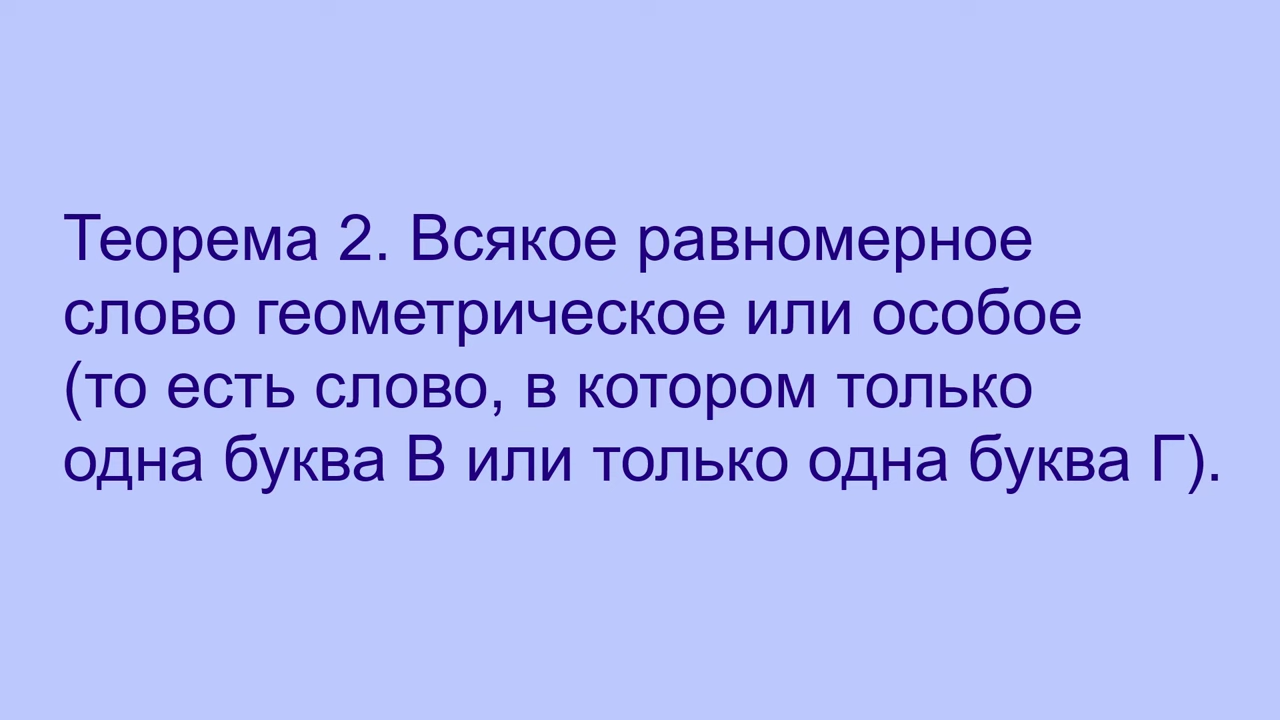 Теорема 2. Всякое равномерное
слово геометрическое или особое
(то есть слово, в котором только
одна буква В или только одна буква Г).